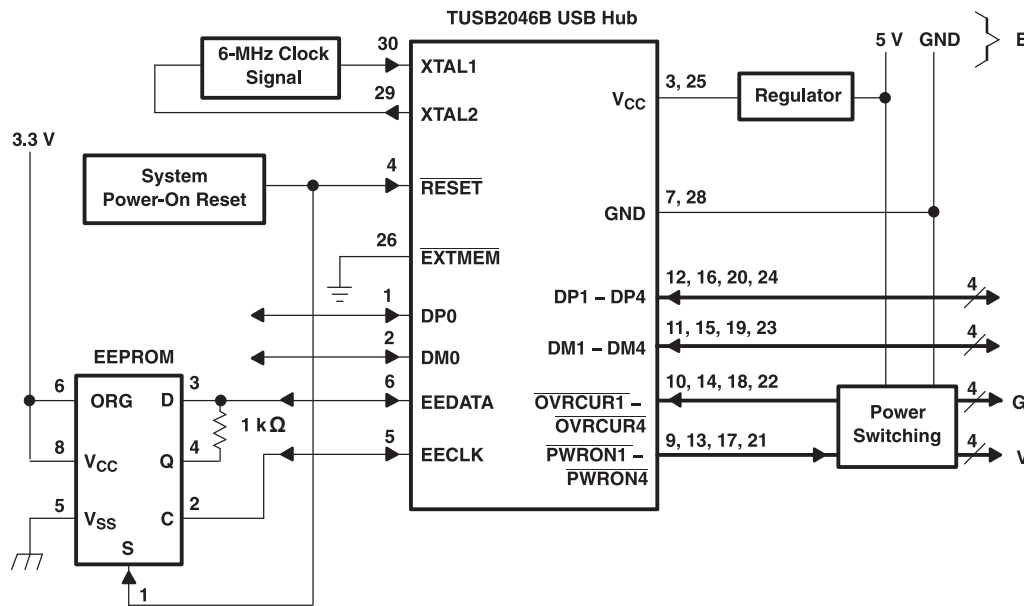 TUSB2046B USB Hub
6-MHz Clock
Signal
30
XTAL1
29
XTAL2
3.3 V
System
Power-On Reset
4
RESET
26
EXTMEM
1
DP0
2
DM0
EEPROM
6
ORG
D
3
1 kΩ
6
EEDATA
8
VCC
Q
4
5
EECLK
5
VSS
C
2
S
1
5 V
GND
3, 25
VCC
Regulator
7, 28
GND
12, 16, 20, 24
DP1 – DP4
4
11, 15, 19, 23
DM1 – DM4
4
10, 14, 18, 22
OVRCUR1 –
OVRCUR4
Power
Switching
4
G
9, 13, 17, 21
PWRON1 –
PWRON4
4
V